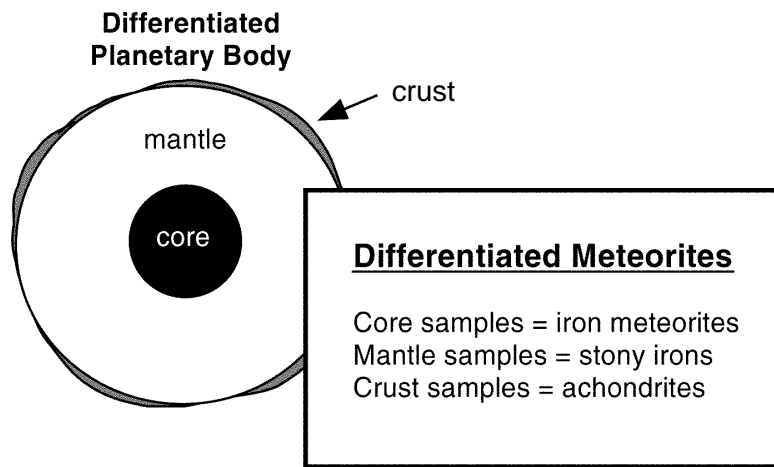 Differentiated
Planetary Body
crust
mantle
core
Differentiated Meteorites
Core samples = iron meteorites
Mantle samples = stony irons
Crust samples = achondrites